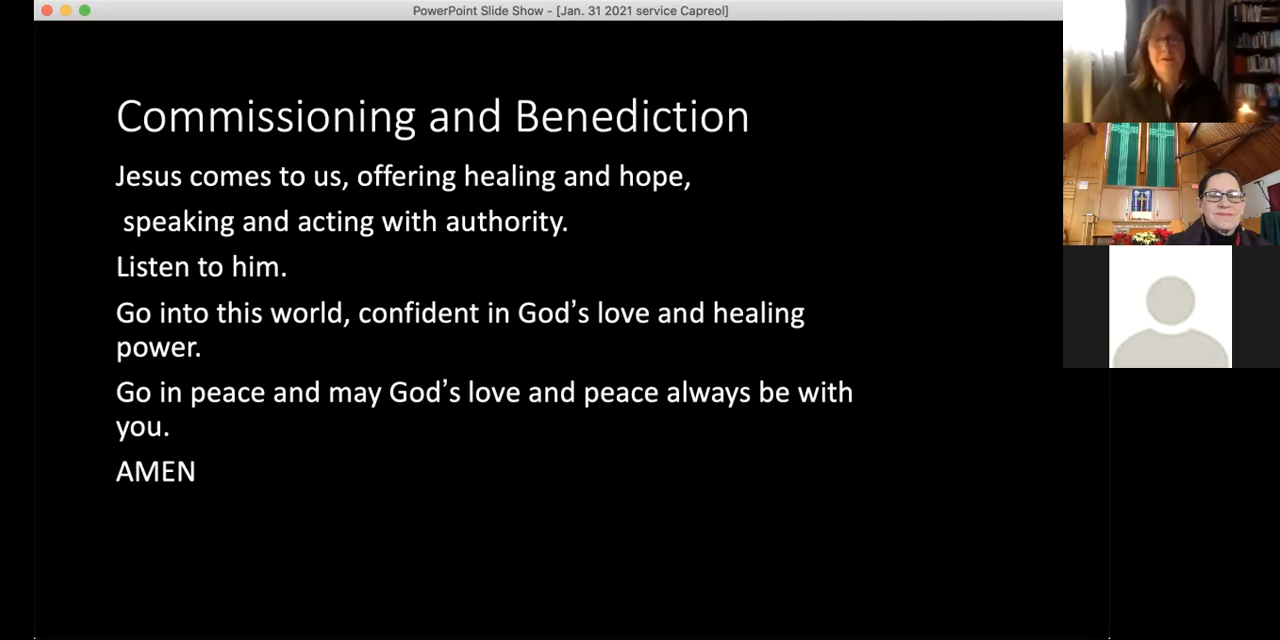 PowerPoint Slide Show - [Jan. 31 2021 service Capreol]
Commissioning and Benediction
Jesus comes to us, offering healing and hope,
speaking and acting with authority.
Listen to him.
Go into this world, confident in God’s love and healing
power.
Go in peace and may God’s love and peace always be with
you.
AMEN